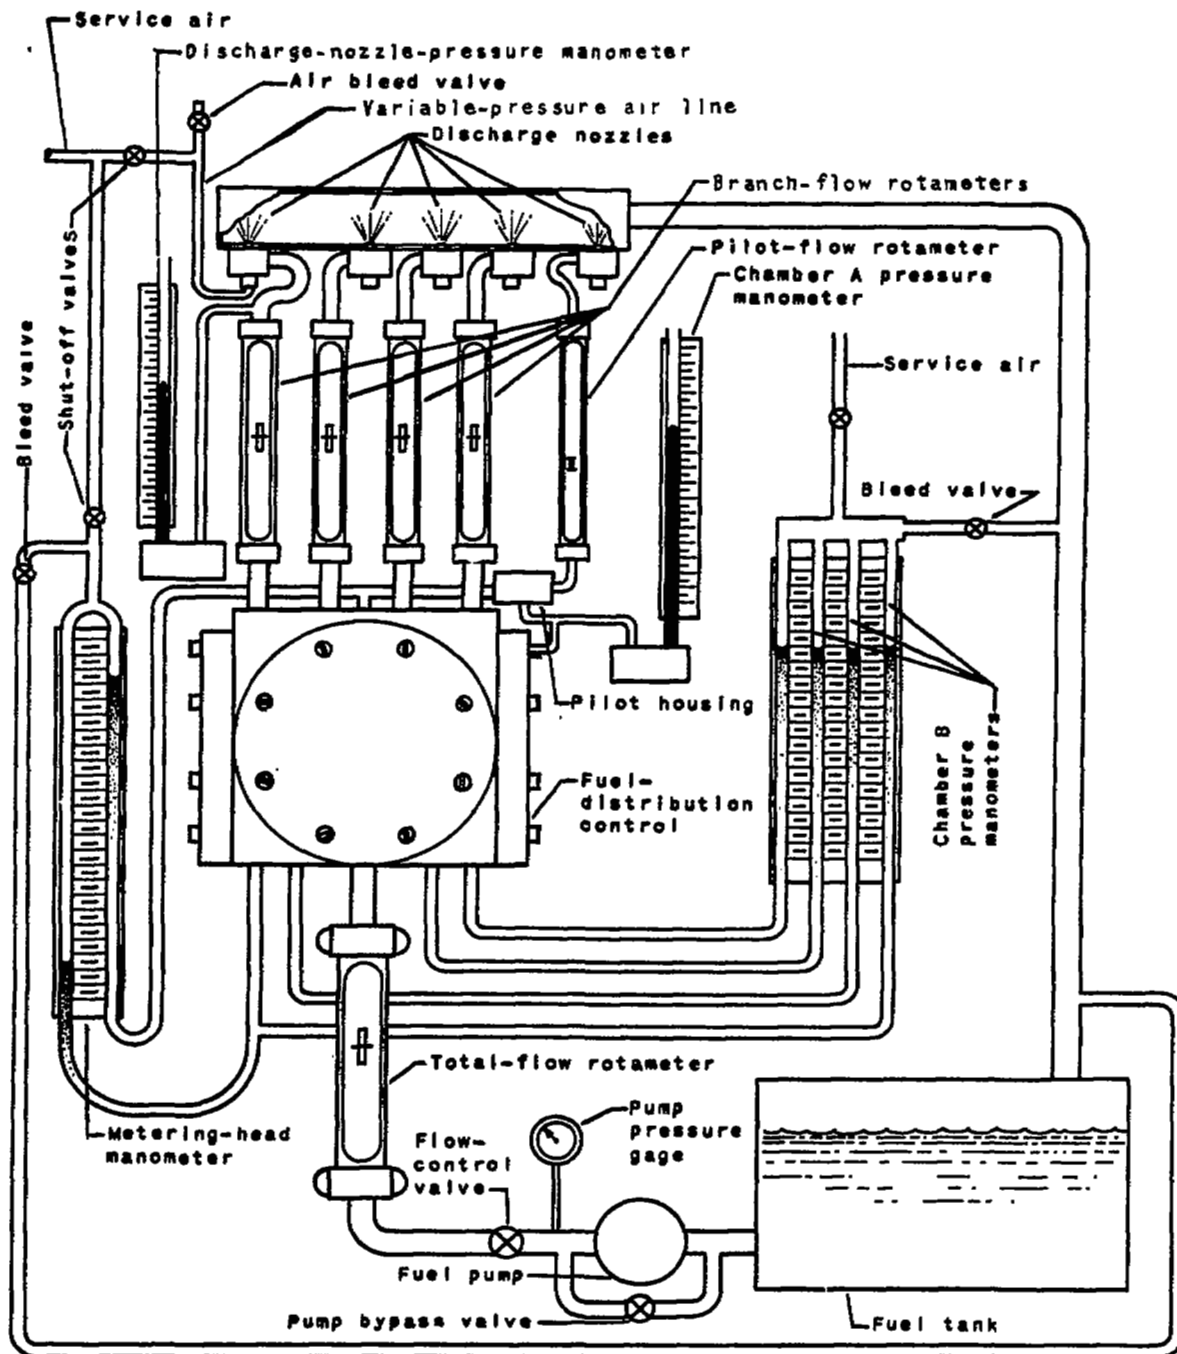 Service air
Discharge-nozzle-pressure manometer
Air bleed valve
Variable-pressure air line
Discharge nozzles
Branch-flow rotameters
Pilot-flow rotameter
Chamber A pressure
manometer
Service air
Bleed valve
Shut-off valves
Bleed valve
Pilot housing
Fuel-
distribution
control
Chamber B
pressure
manometers
Total-flow rotameter
Metering-head
manometer
Flow-
control
valve
Pump
pressure
gage
Fuel pump
Pump bypass valve
Fuel tank